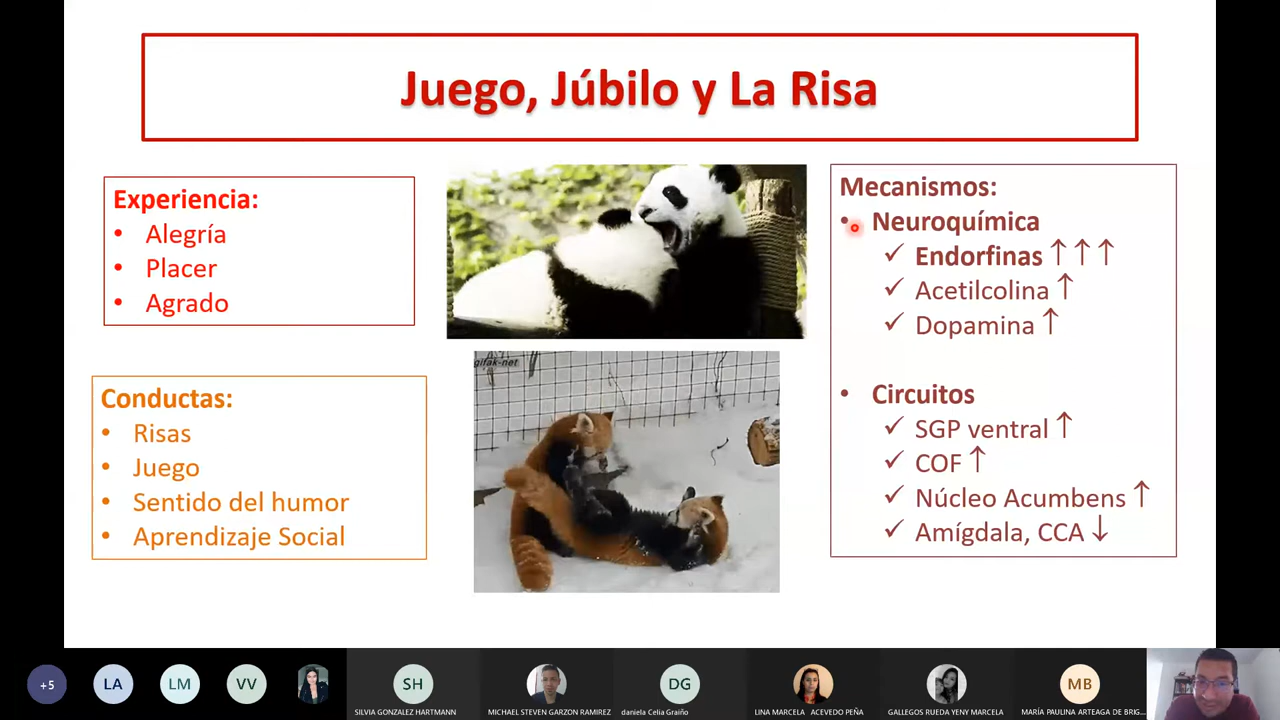 Juego, Júbilo y La Risa
Experiencia:
• Alegría
• Placer
• Agrado
Conductas:
• Risas
• Juego
• Sentido del humor
• Aprendizaje Social
gifak-net
Mecanismos:
• Neuroquímica
✓ Endorfinas ↑↑↑
✓ Acetilcolina ↑
✓ Dopamina ↑
• Circuitos
✓ SGP ventral ↑
✓ COF ↑
✓ Núcleo Acumbens ↑
✓ Amígdala, CCA ↓
+5
LA
LM
VV
SH
SILVIA GONZALEZ HARTMANN
MICHAEL STEVEN GARZON RAMIREZ
DG
daniela Celia Graiño
LINA MARCELA ACEVEDO PEÑA
GALLEGOS RUEDA YENY MARCELA
MB
MARÍA PAULINA ARTEAGA DE BRIG...